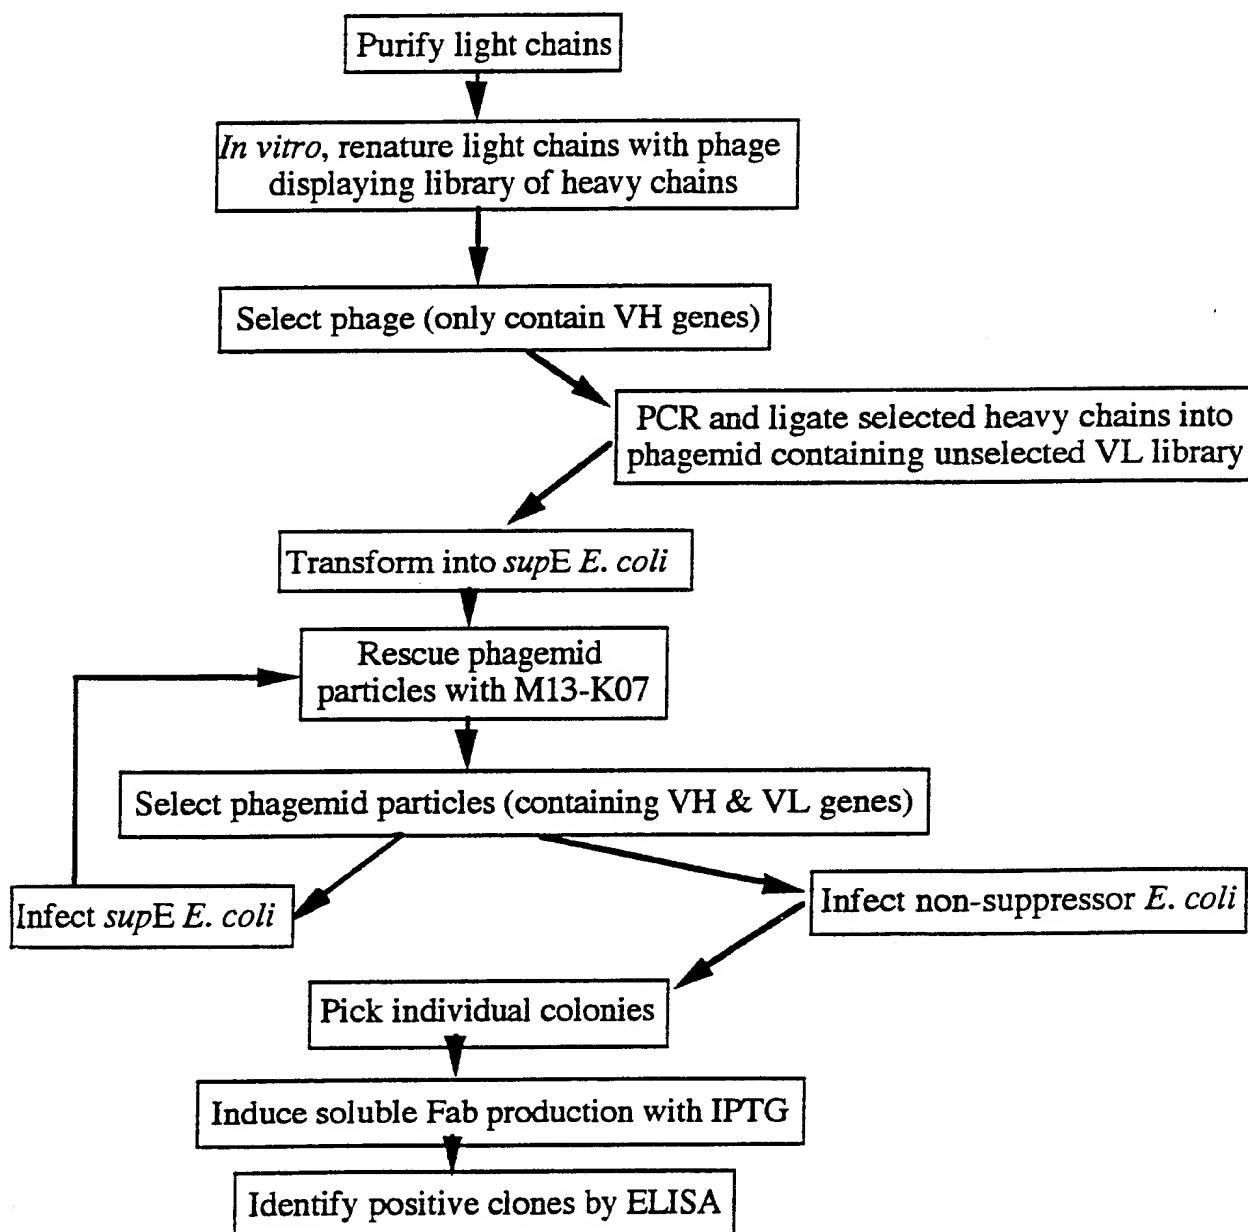 Purify light chains
In vitro, renature light chains with phage
displaying library of heavy chains
Select phage (only contain VH genes)
PCR and ligate selected heavy chains into
phagemid containing unselected VL library
Transform into supE E. coli
Rescue phagemid
particles with M13-K07
Select phagemid particles (containing VH & VL genes)
Infect supE E. coli
Infect non-suppressor E. coli
Pick individual colonies
Induce soluble Fab production with IPTG
Identify positive clones by ELISA